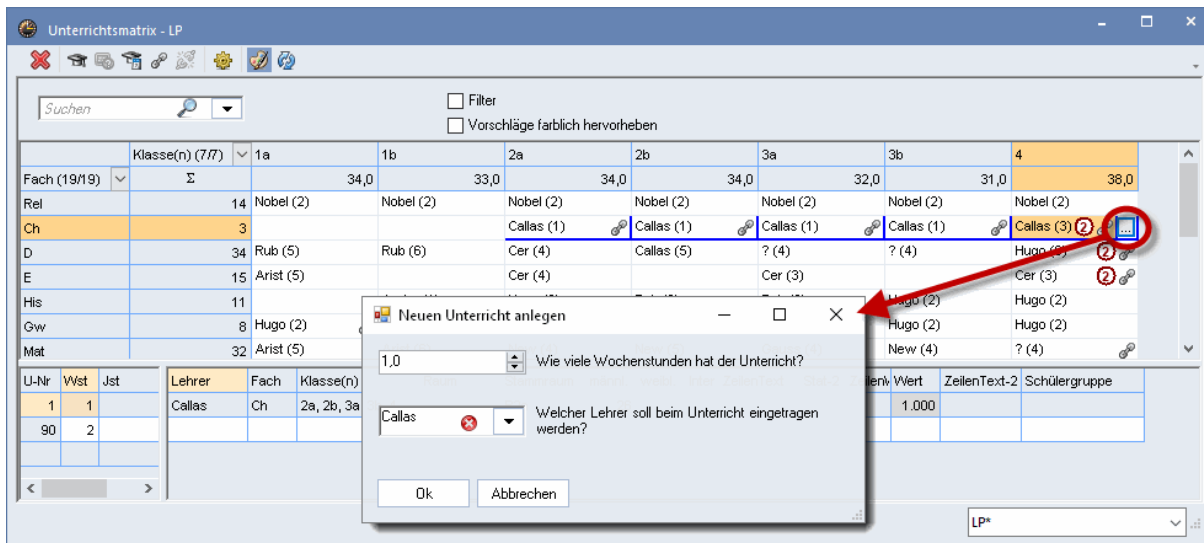 Unterrichtsmatrix - LP
Suchen
Filter
Vorschläge farblich hervorheben
Klasse(n) (7/7) 1a 1b 2a 2b 3a 3b 4
Fach (19/19) Σ 34,0 33,0 34,0 34,0 32,0 31,0 38,0
Rel 14 Nobel (2) Nobel (2) Nobel (2) Nobel (2) Nobel (2) Nobel (2) Nobel (2)
Ch 3 Callas (1) Callas (1) Callas (1) Callas (1) Callas (3) 2 ...
D 34 Rub (5) Rub (6) Cer (4) Callas (5) ? (4) ? (4) Hugo 2
E 15 Arist (5) Cer (4) Cer (3) Cer (3) 2
His 11 Hugo (2) Hugo (2)
Gw 8 Hugo (2) Hugo (2) Hugo (2)
Mat 32 Arist (5) New (4) ? (4)
Neuen Unterricht anlegen
1,0 Wie viele Wochenstunden hat der Unterricht?
Callas Welcher Lehrer soll beim Unterricht eingetragen
werden?
Ok Abbrechen
U-Nr Wst Jst Lehrer Fach Klasse(n) Wert ZeilenText-2 Schülergruppe
1 1 Callas Ch 2a, 2b, 3a 1.000
90 2
LP*